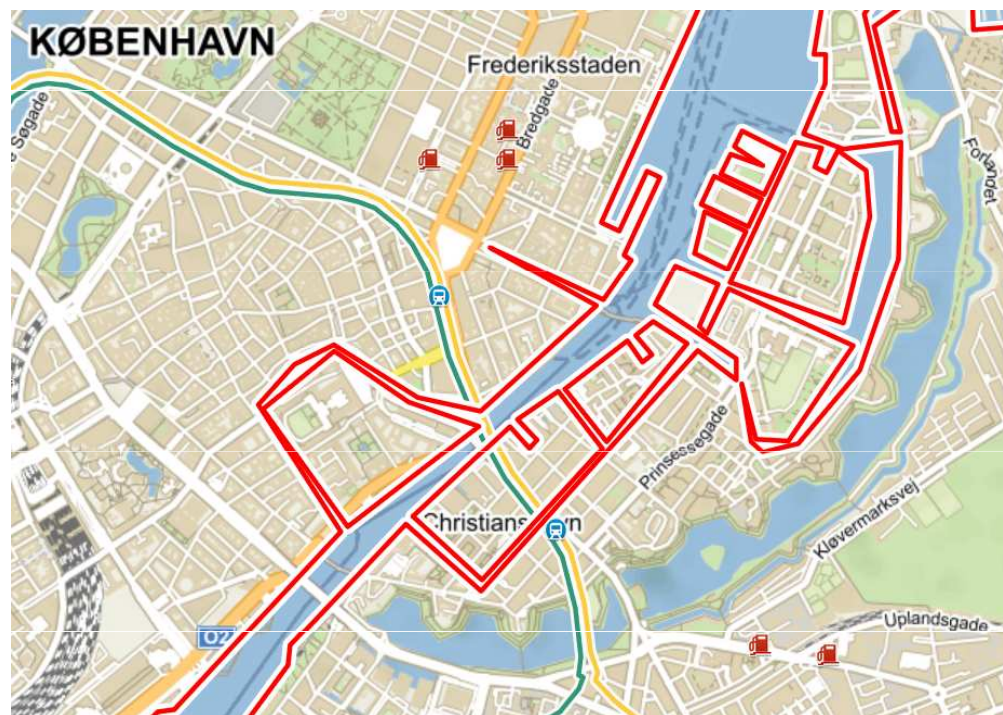 KØBENHAVN
Frederiksstaden
Bredgade
Søgade
Forlandet
Prinsessegade
Christianshavn
Kløvermarksvej
Uplandsgade
O2